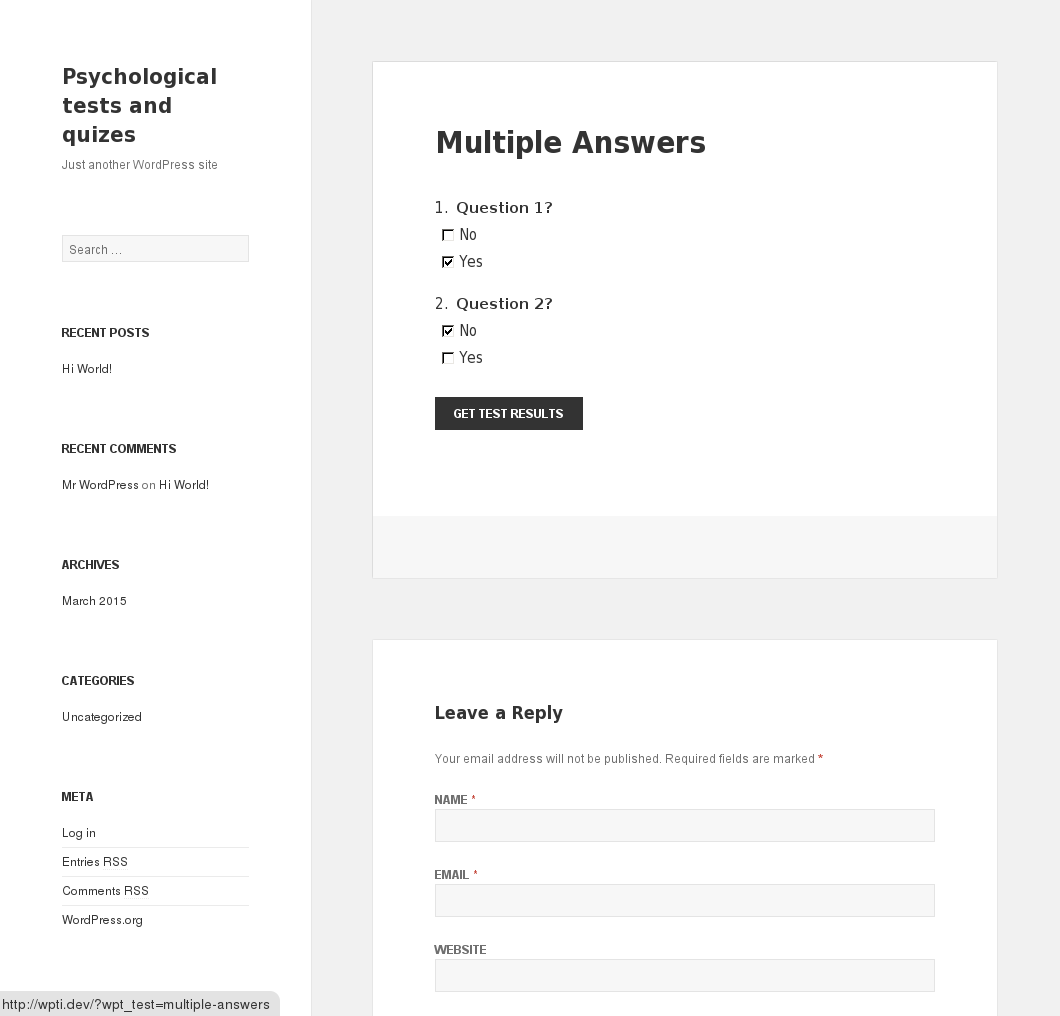 Psychological
tests and
quizes
Just another WordPress site
Search ...
RECENT POSTS
Hi World!
RECENT COMMENTS
Mr WordPress on Hi World!
ARCHIVES
March 2015
CATEGORIES
Uncategorized
META
Log in
Entries RSS
Comments RSS
WordPress.org
Multiple Answers
1. Question 1?
No
Yes
2. Question 2?
No
Yes
GET TEST RESULTS
Leave a Reply
Your email address will not be published. Required fields are marked *
NAME *
EMAIL *
WEBSITE
http://wpti.dev/?wpt_test=multiple-answers